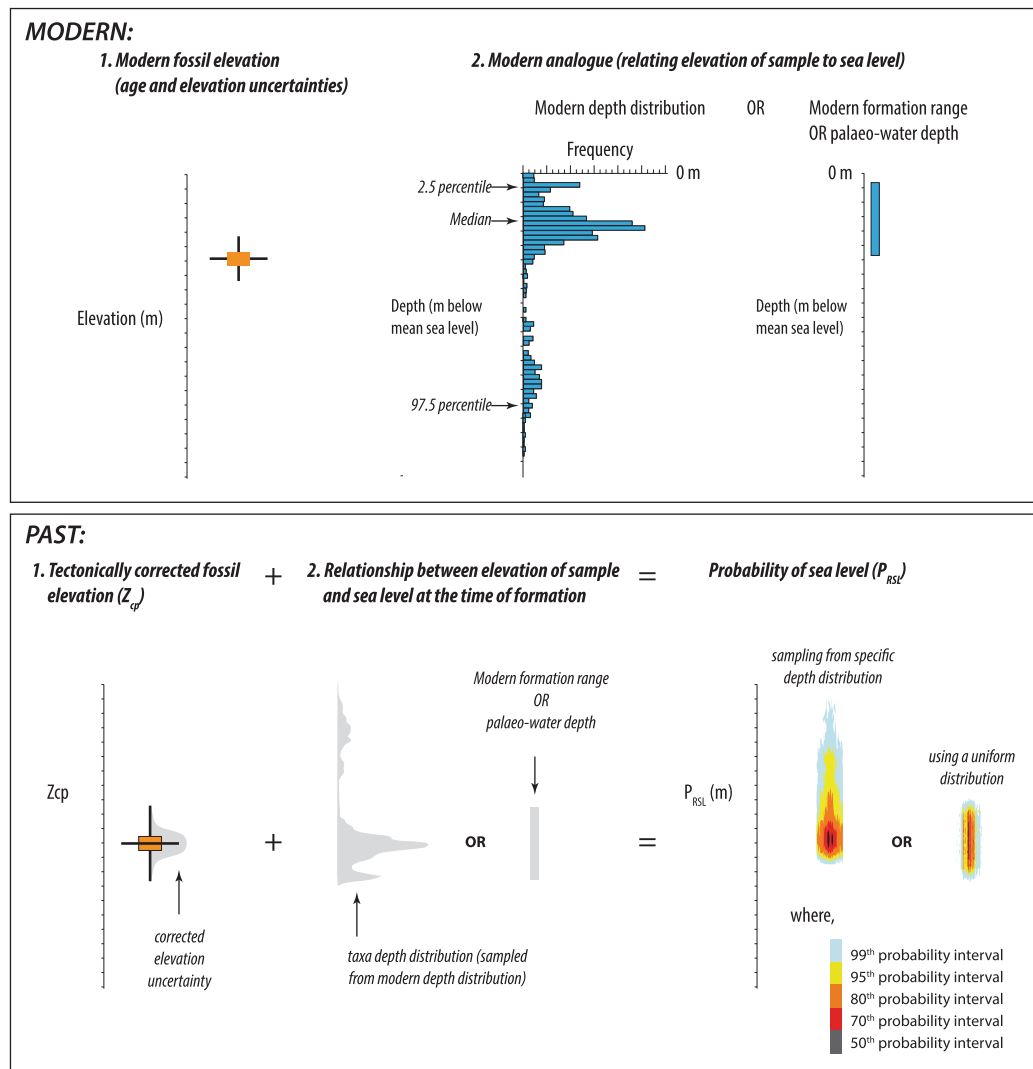 MODERN:
1. Modern fossil elevation
(age and elevation uncertainties)
2. Modern analogue (relating elevation of sample to sea level)
Modern depth distribution
OR
Modern formation range
OR palaeo-water depth
Frequency
0 m
0 m
2.5 percentile
Median
Elevation (m)
Depth (m below
mean sea level)
Depth (m below
mean sea level)
97.5 percentile
PAST:
1. Tectonically corrected fossil
elevation (Zcp)
+
2. Relationship between elevation of sample
and sea level at the time of formation
=
Probability of sea level (PRSL)
sampling from specific
depth distribution
Modern formation range
OR
palaeo-water depth
using a uniform
distribution
Zcp
PRSL (m)
+
OR
=
OR
corrected
elevation
uncertainty
taxa depth distribution (sampled
from modern depth distribution)
where,
99th probability interval
95th probability interval
80th probability interval
70th probability interval
50th probability interval